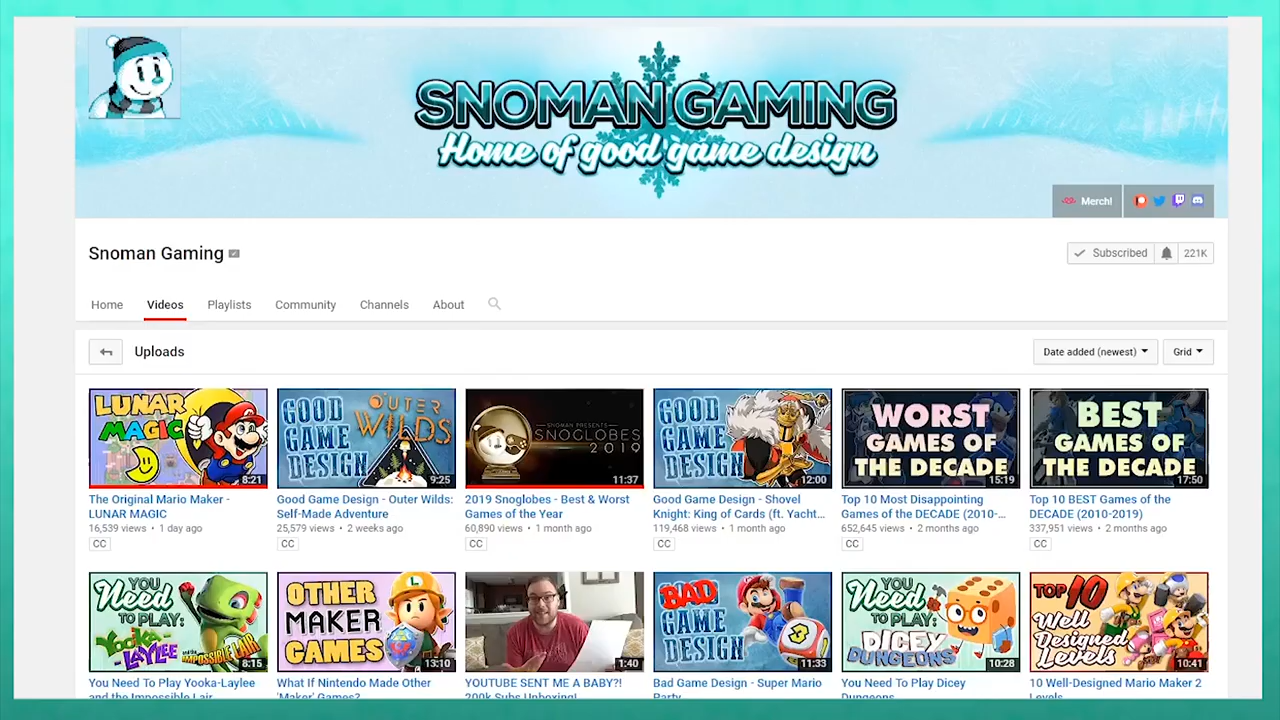 SNOMAN GAMING
Home of good game design
Merch!
Snoman Gaming
Subscribed
221K
Home
Videos
Playlists
Community
Channels
About
Uploads
Date added (newest)
Grid
LUNAR
MAGIC
8:21
GOOD
GAME
DESIGN
OUTER
WILDS
9:25
SNOMAN PRESENTS
SNOGLOBES
2019
11:37
GOOD
GAME
DESIGN
12:00
WORST
GAMES OF
THE DECADE
15:19
BEST
GAMES OF
THE DECADE
17:50
The Original Mario Maker -
LUNAR MAGIC
16,539 views • 1 day ago
CC
Good Game Design - Outer Wilds:
Self-Made Adventure
25,579 views • 2 weeks ago
CC
2019 Snoglobes - Best & Worst
Games of the Year
60,890 views • 1 month ago
CC
Good Game Design - Shovel
Knight: King of Cards (ft. Yacht...
119,468 views • 1 month ago
CC
Top 10 Most Disappointing
Games of the DECADE (2010-...
652,645 views • 2 months ago
CC
Top 10 BEST Games of the
DECADE (2010-2019)
337,951 views • 2 months ago
CC
YOU
Need
TO PLAY:
YOOKA-
LAYLEE
and the IMPOSSIBLE LAIR
8:15
OTHER
MAKER
GAMES
13:10
1:40
BAD
GAME
DESIGN
3
11:33
YOU
Need
TO PLAY:
DICEY
DUNGEONS
10:28
TOP 10
Well
Designed
Levels
10:41
You Need To Play Yooka-Laylee
and the Impossible Lair
What If Nintendo Made Other
'Maker' Games?
YOUTUBE SENT ME A BABY?!
200k Subs Unboxing!
Bad Game Design - Super Mario
Party
You Need To Play Dicey
Dungeons
10 Well-Designed Mario Maker 2
Levels